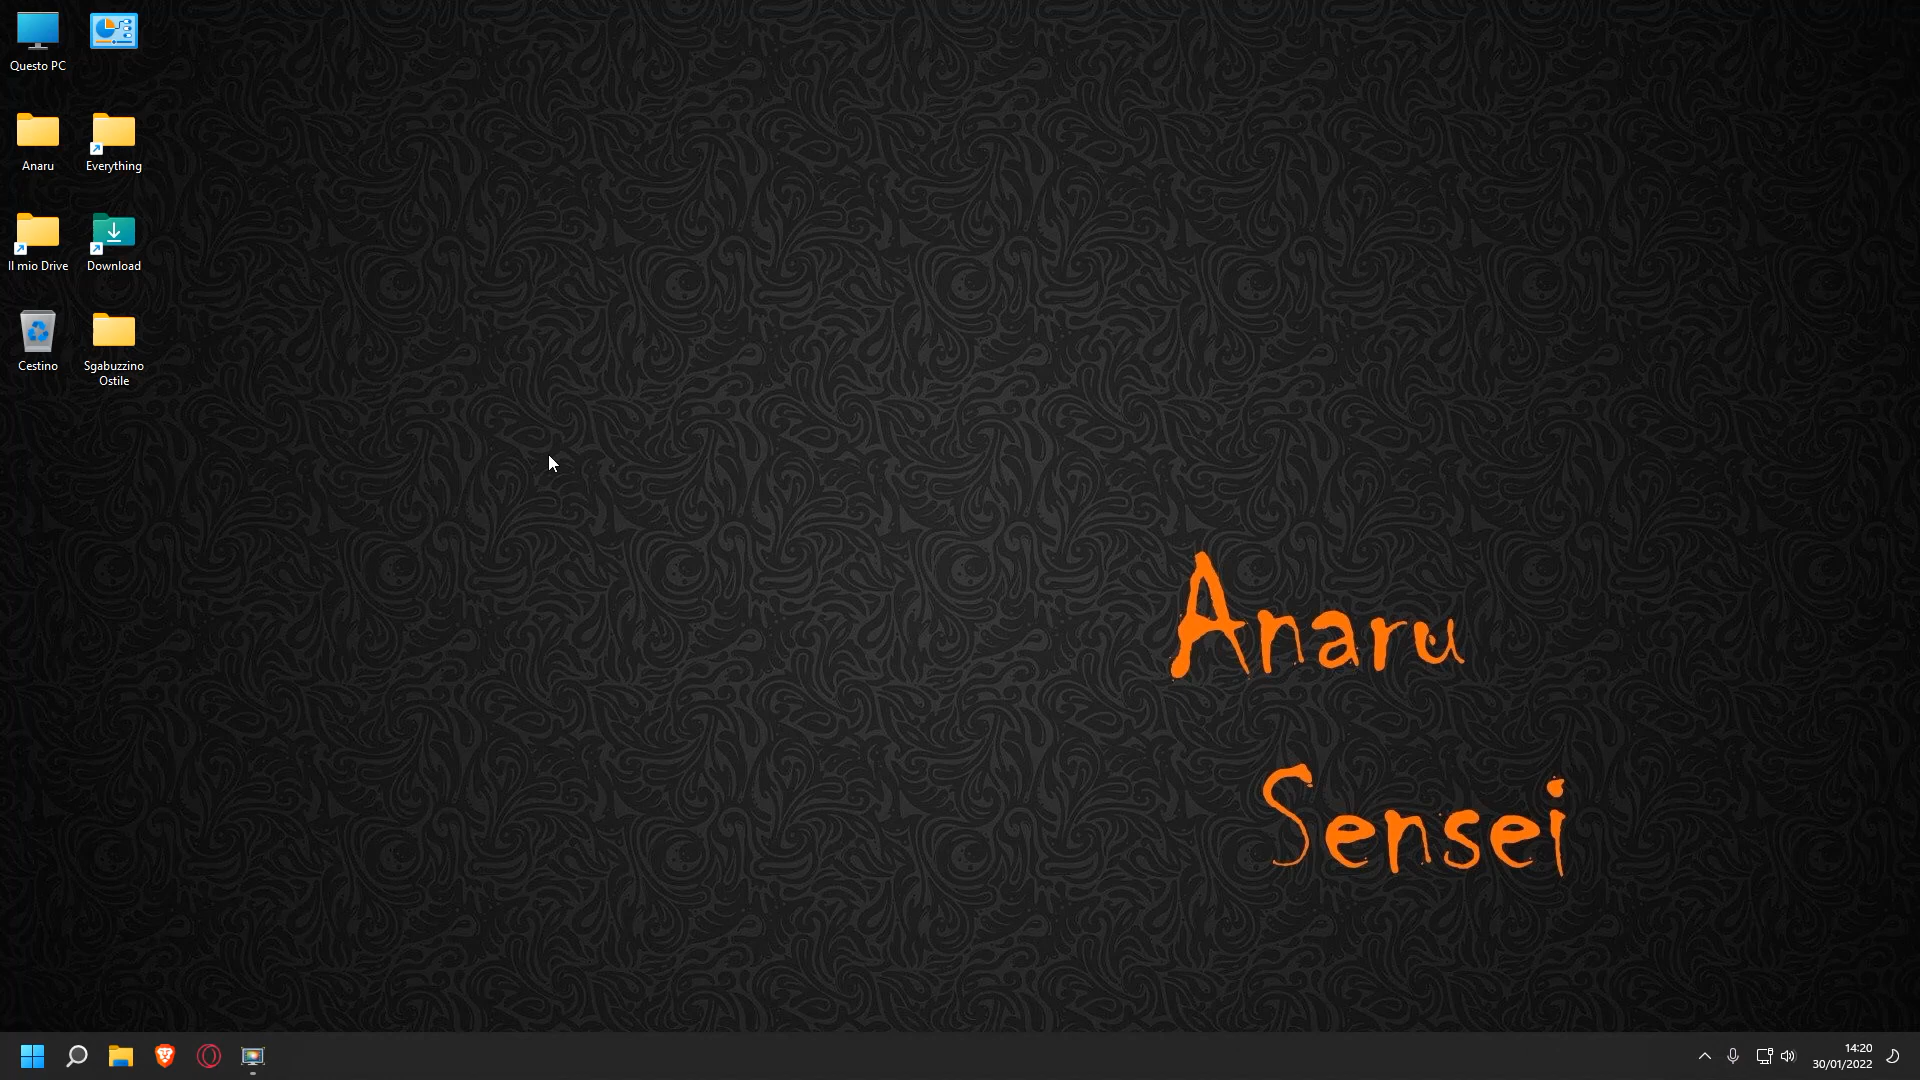 Questo PC
Anaru
Everything
Il mio Drive
Download
Cestino
Sgabuzzino
Ostile
Anaru
Sensei
14:20
30/01/2022